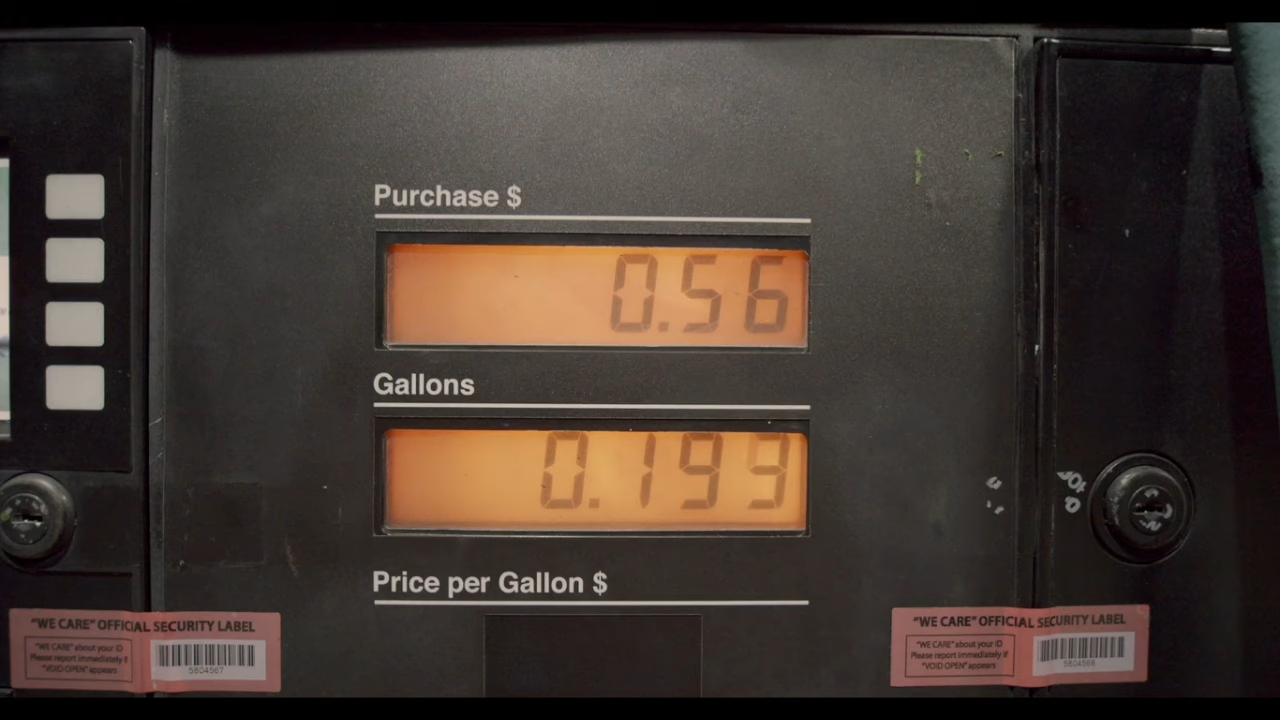 Purchase $
0.56
Gallons
0.199
Price per Gallon $
"WE CARE" OFFICIAL SECURITY LABEL
"WE CARE" about your ID
Please report immediately if
"VOID OPEN" appears
5804567
"WE CARE" OFFICIAL SECURITY LABEL
"WE CARE" about your ID
Please report immediately if
"VOID OPEN" appears
5804568